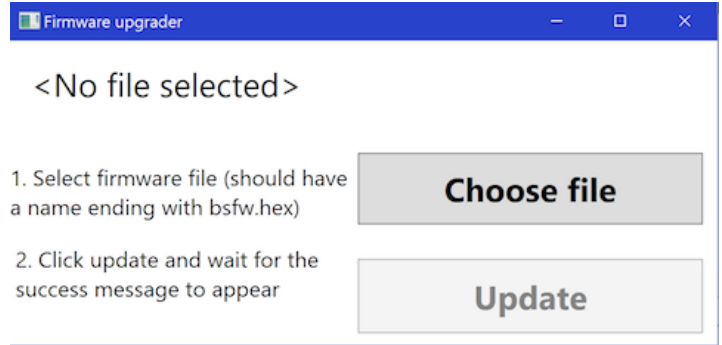 Firmware upgrader
<No file selected>
1. Select firmware file (should have
a name ending with bsfw.hex)
Choose file
2. Click update and wait for the
success message to appear
Update